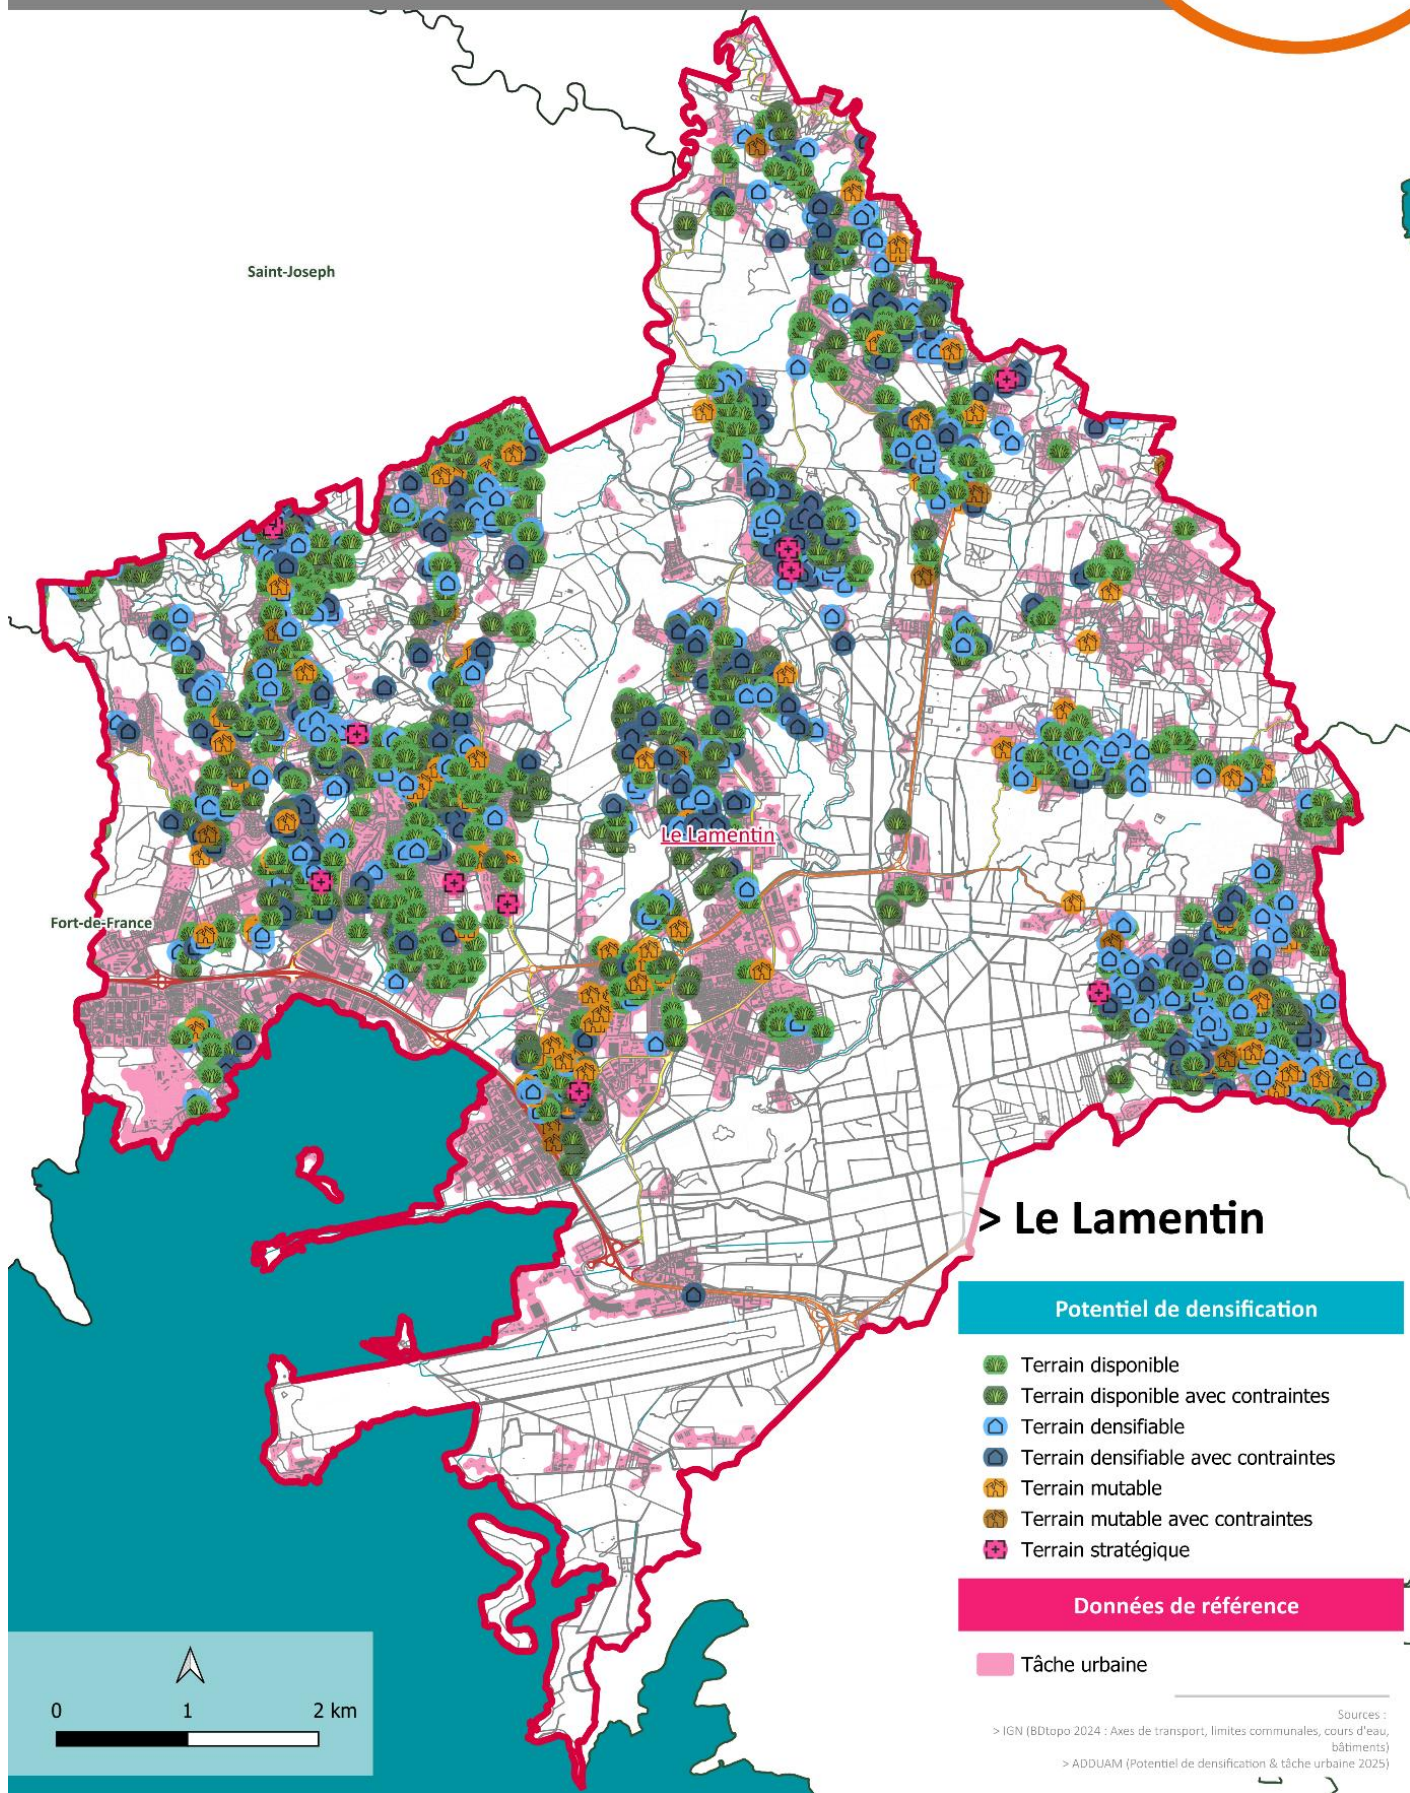 Saint-Joseph
Le Lamentin
Fort-de-France
> Le Lamentin
Potentiel de densification
Terrain disponible
Terrain disponible avec contraintes
Terrain densifiable
Terrain densifiable avec contraintes
Terrain mutable
Terrain mutable avec contraintes
Terrain stratégique
Données de référence
Tâche urbaine
0 1 2 km
Sources :
> IGN (BDtopo 2024 : Axes de transport, limites communales, cours d'eau,
bâtiments)
> ADDUAM (Potentiel de densification & tâche urbaine 2025)